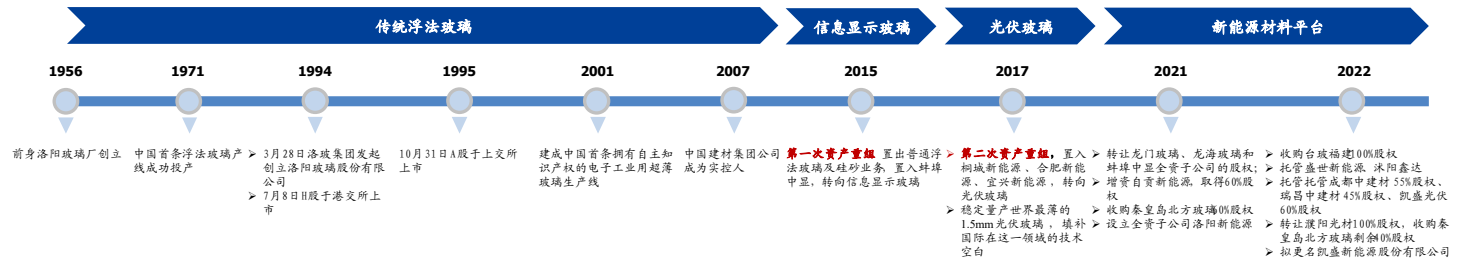 传统浮法玻璃
信息显示玻璃
光伏玻璃
新能源材料平台
1956
1971
1994
1995
2001
2007
2015
2017
2021
2022
前身洛阳玻璃厂创立
中国首条浮法玻璃产
线成功投产
➢ 3月28日洛玻集团发起
创立洛阳玻璃股份有限
公司
➢ 7月8日H股于港交所上
市
10月31日A股于上交所
上市
建成中国首条拥有自主知
识产权的电子工业用超薄
玻璃生产线
中国建材集团公司
成为实控人
第一次资产重组，置出普通浮
法玻璃及硅砂业务，置入蚌埠
中显，转向信息显示玻璃
➢ 第二次资产重组，置入
桐城新能源、合肥新能
源、宜兴新能源，转向
光伏玻璃
➢ 稳定量产世界最薄的
1.5mm光伏玻璃，填补
国际在这一领域的技术
空白
➢ 转让龙门玻璃、龙海玻璃和
蚌埠中显全资子公司的股权；
➢ 增资自贡新能源，取得60%股
权
➢ 收购秦皇岛北方玻璃60%股权
➢ 设立全资子公司洛阳新能源
➢ 收购台玻福建100%股权
➢ 托管盛世新能源、沭阳鑫达
➢ 托管托管成都中建材 55%股权、
瑞昌中建材 45%股权、凯盛光伏
60%股权
➢ 转让濮阳光材100%股权，收购秦
皇岛北方玻璃剩余40%股权
➢ 拟更名凯盛新能源股份有限公司